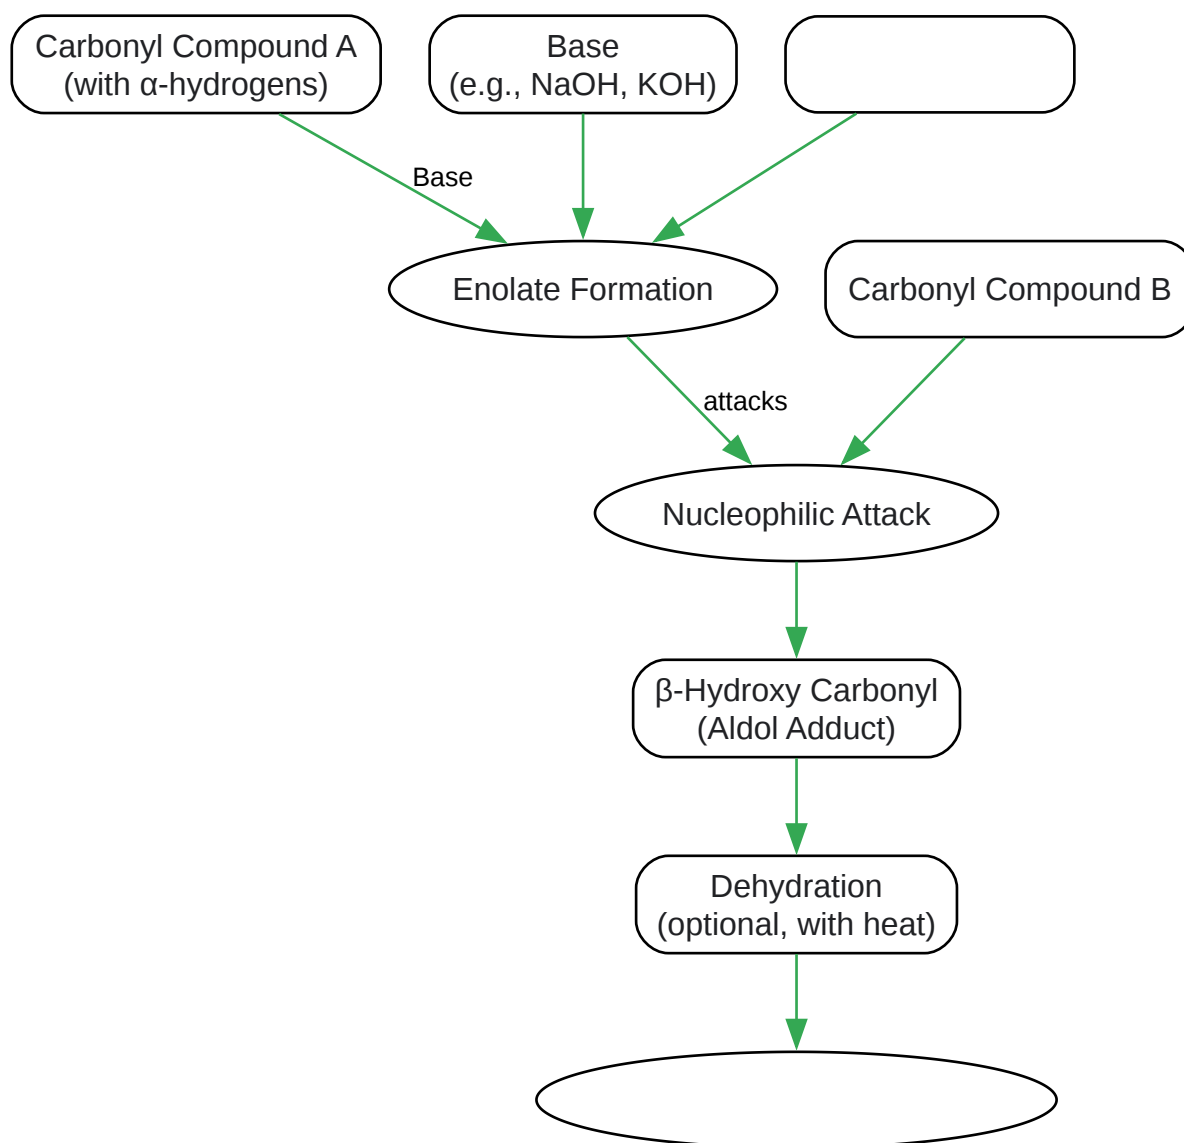 Carbonyl Compound A
(with α-hydrogens)
Base
(e.g., NaOH, KOH)
Base
Enolate Formation
Carbonyl Compound B
attacks
Nucleophilic Attack
β-Hydroxy Carbonyl
(Aldol Adduct)
Dehydration
(optional, with heat)